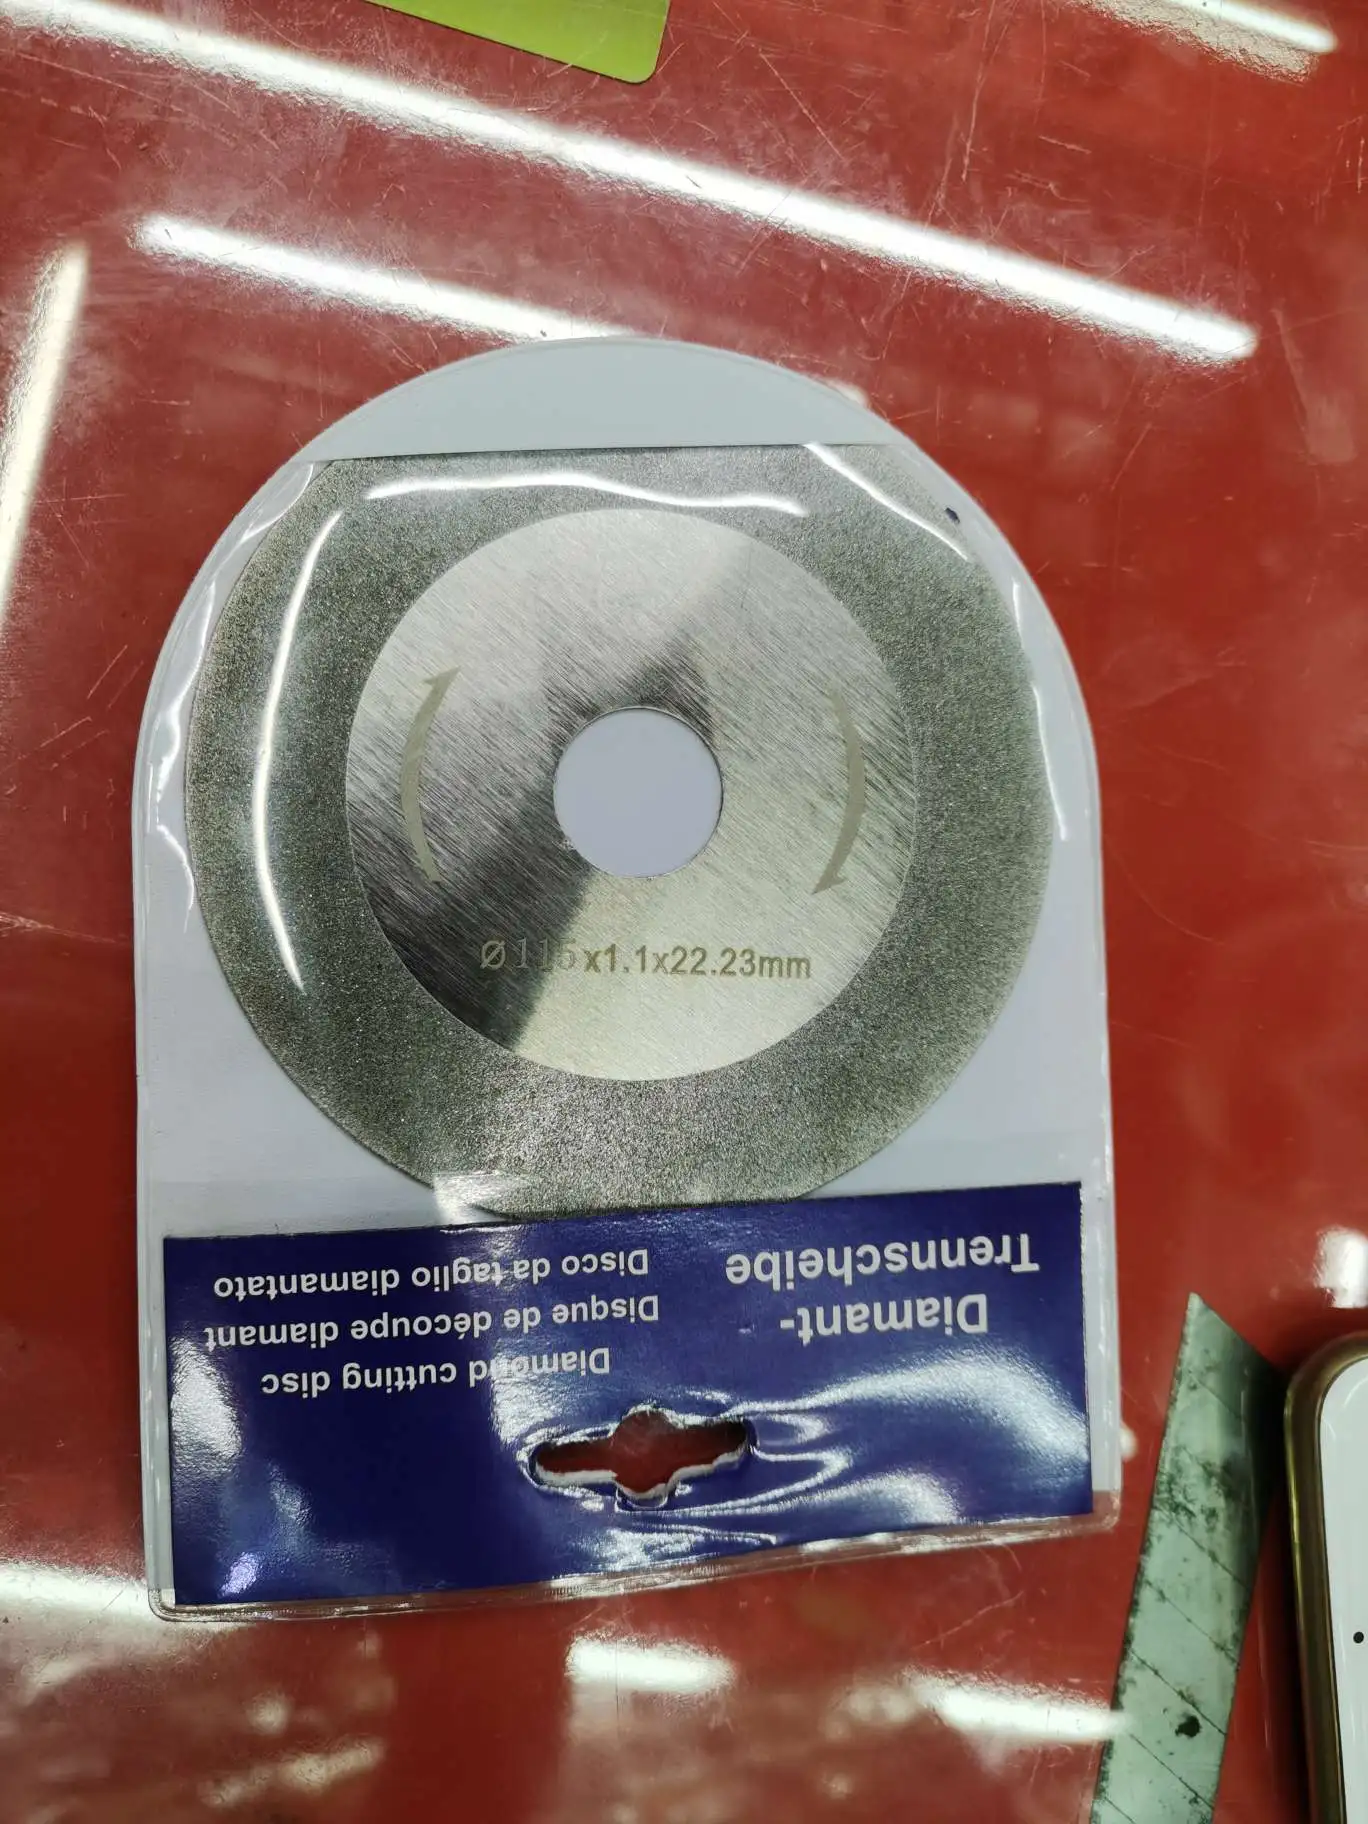 Ø115x1.1x22.23mm
Diamant-
Trennscheibe
Diamond cutting disc
Disque de découpe diamant
Disco da taglio diamantato